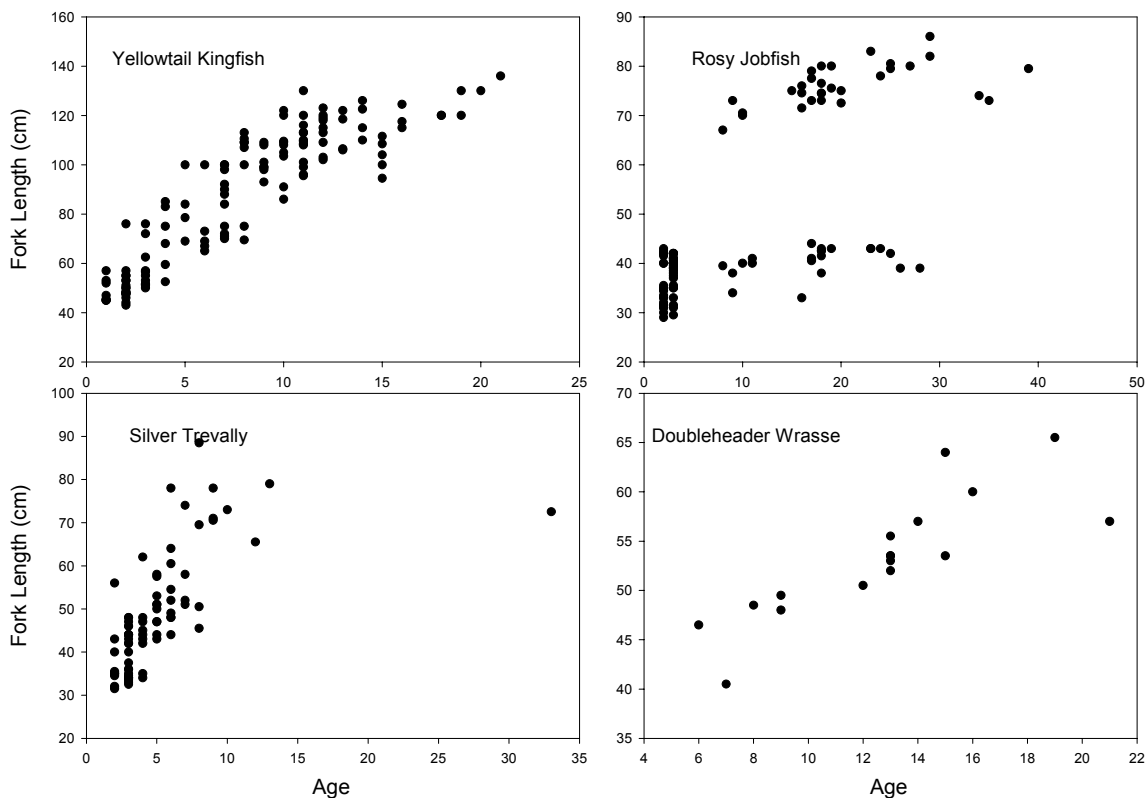 160
140
120
100
80
60
40
20
Fork Length (cm)
Yellowtail Kingfish
0 5 10 15 20 25
90
80
70
60
50
40
30
20
Rosy Jobfish
0 10 20 30 40 50
100
90
80
70
60
50
40
30
20
Fork Length (cm)
Silver Trevally
0 5 10 15 20 25 30 35
Age
70
65
60
55
50
45
40
35
Doubleheader Wrasse
4 6 8 10 12 14 16 18 20 22
Age